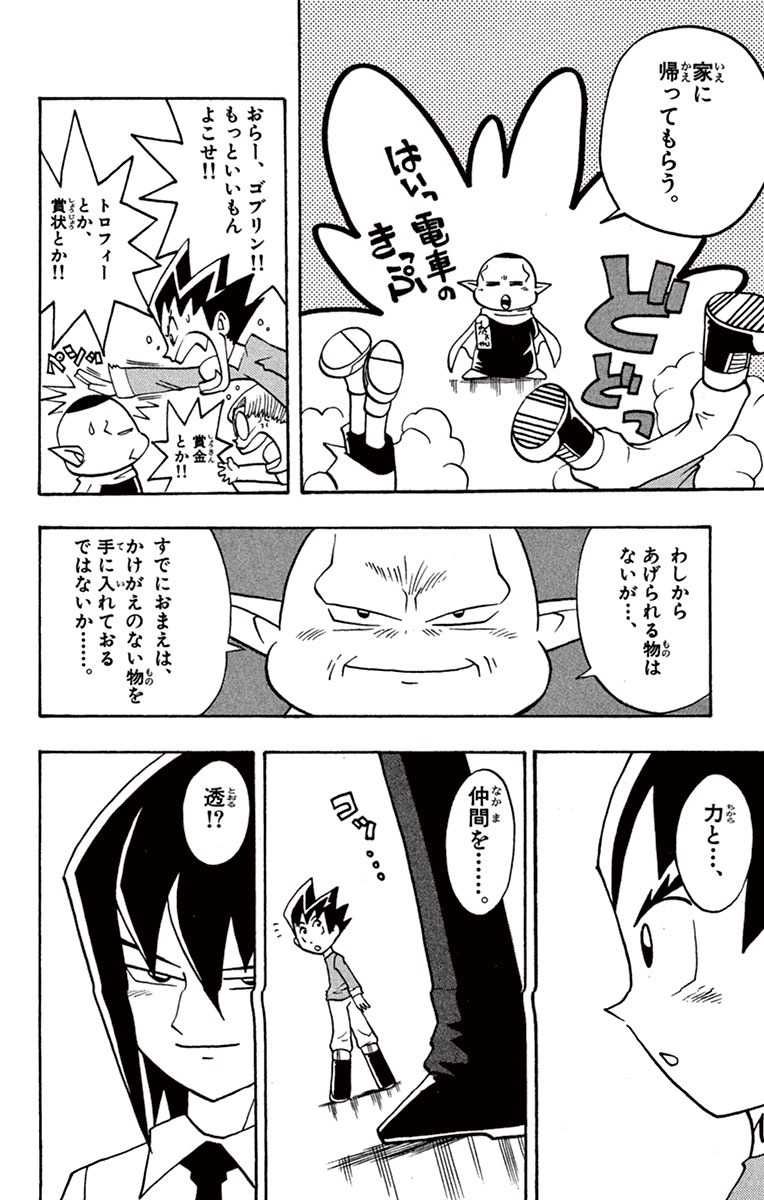 家に
帰ってもらう。
はいっ
電車の
きっぷ
どどどっ
おらー、ゴブリン!!
もっといいもん
よこせ!!
トロフィー
とか、
賞状とか!!
賞金
とか!!
わしから
あげられる物は
ないが…、
すでにおまえは、
かけがえのない物を
手に入れておる
ではないか……。
力と…、
仲間を……。
コツ…
透!?